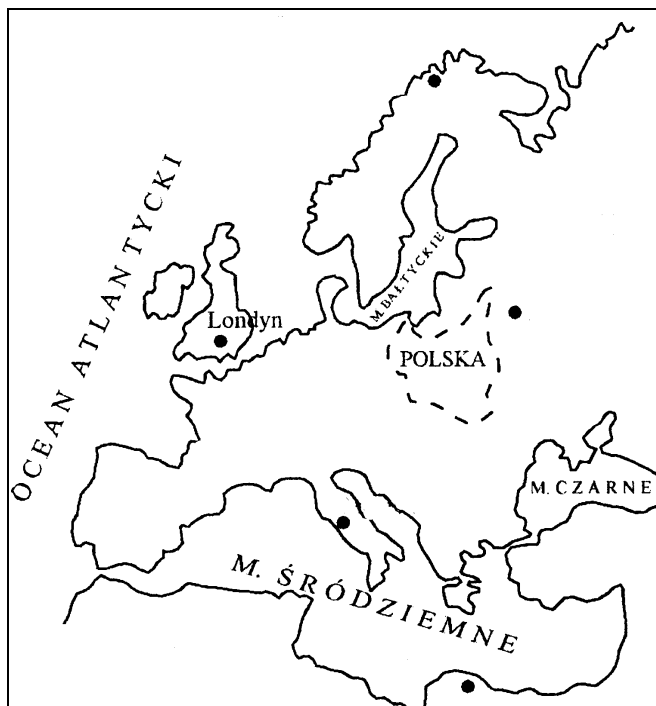 OCEAN ATLANTYCKI
Londyn
M. BAŁTYCKIE
POLSKA
M. CZARNE
M. ŚRÓDZIEMNE